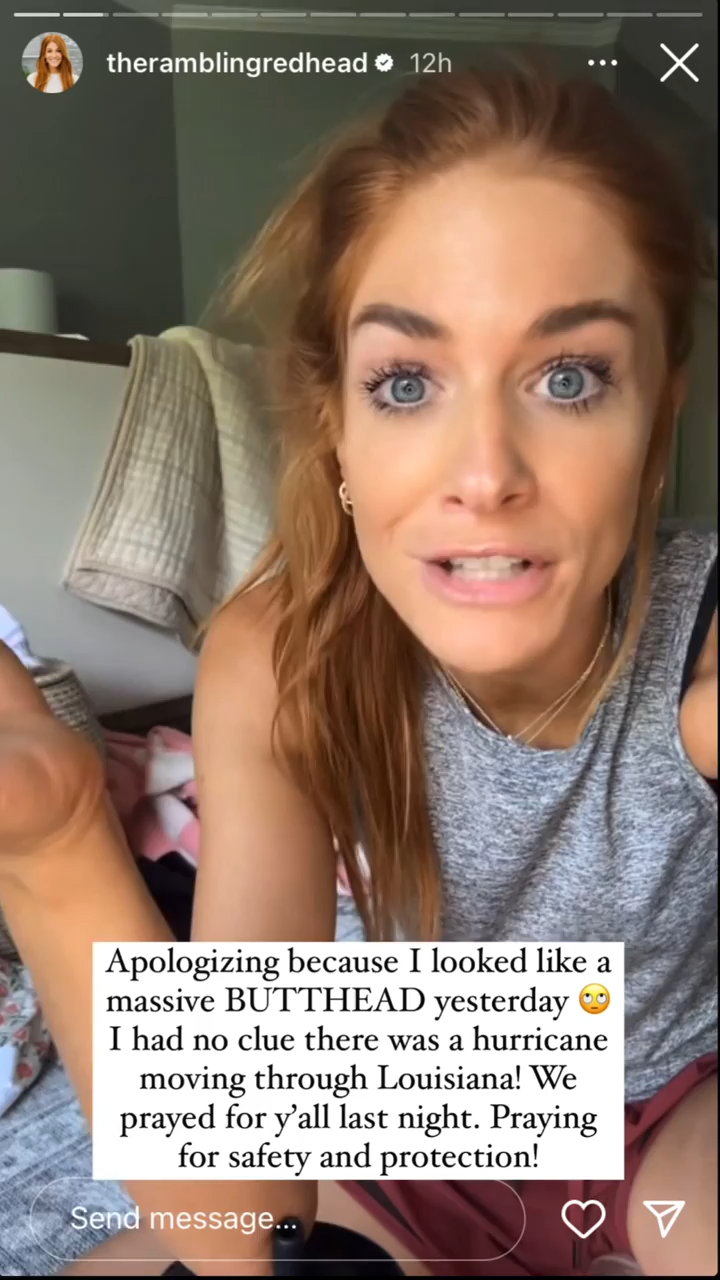 theramblingredhead 12h
Apologizing because I looked like a
massive BUTTHEAD yesterday 🙄
I had no clue there was a hurricane
moving through Louisiana! We
prayed for y’all last night. Praying
for safety and protection!
Send message...